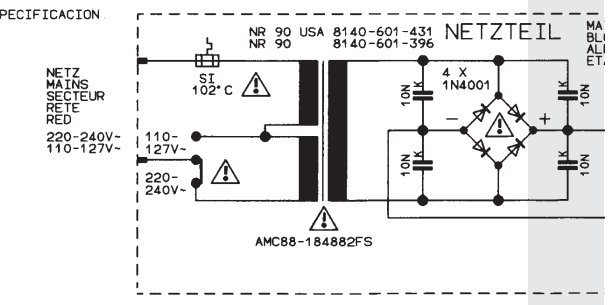 PECIFICACION
NR 90 USA 8140-601-431
NR 90 8140-601-396
NETZTEIL
MA
BLO
ALI
ETA
NETZ
MAINS
SECTEUR
RETE
RED
220-240V~
110-127V~
SI
102°C
110-
127V~
220-
240V~
4 X
1N4001
10N
K
10N
K
10N
K
10N
K
- +
AMC88-184882FS